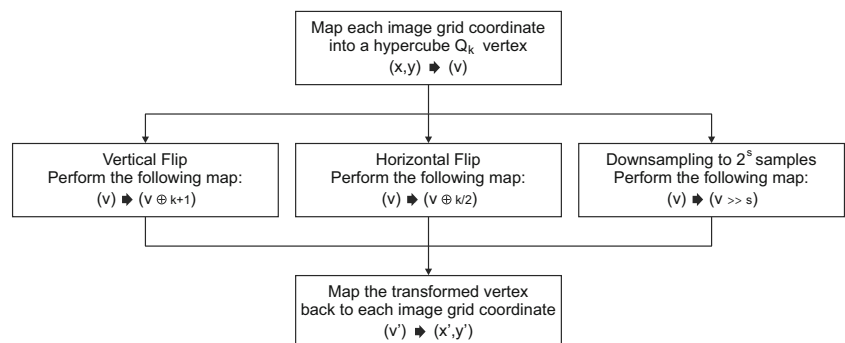 Map each image grid coordinate
into a hypercube Qk vertex
(x,y) ➧ (v)
Vertical Flip
Perform the following map:
(v) ➧ (v ⊕ k+1)
Horizontal Flip
Perform the following map:
(v) ➧ (v ⊕ k/2)
Downsampling to 2^s samples
Perform the following map:
(v) ➧ (v >> s)
Map the transformed vertex
back to each image grid coordinate
(v') ➧ (x',y')